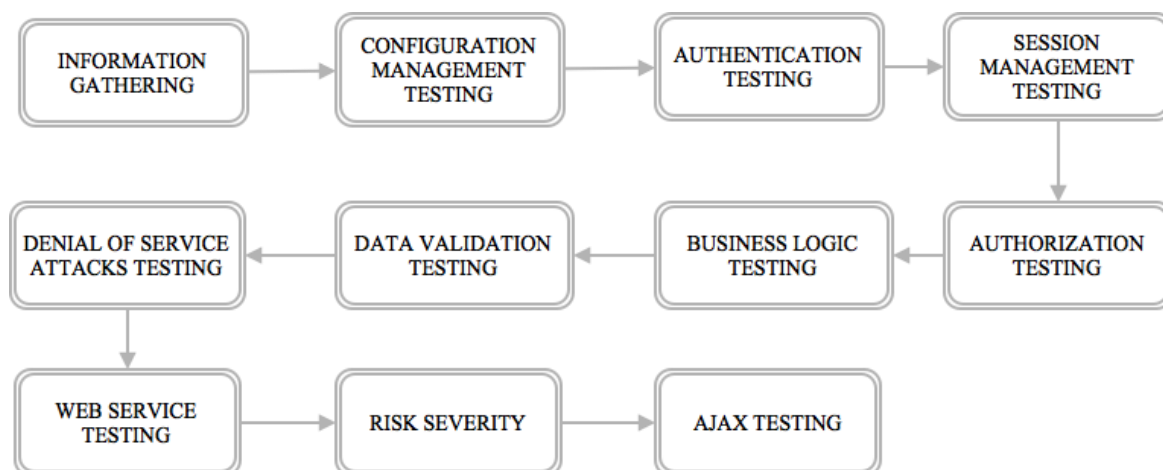 INFORMATION
GATHERING
CONFIGURATION
MANAGEMENT
TESTING
AUTHENTICATION
TESTING
SESSION
MANAGEMENT
TESTING
AUTHORIZATION
TESTING
BUSINESS LOGIC
TESTING
DATA VALIDATION
TESTING
DENIAL OF SERVICE
ATTACKS TESTING
WEB SERVICE
TESTING
RISK SEVERITY
AJAX TESTING